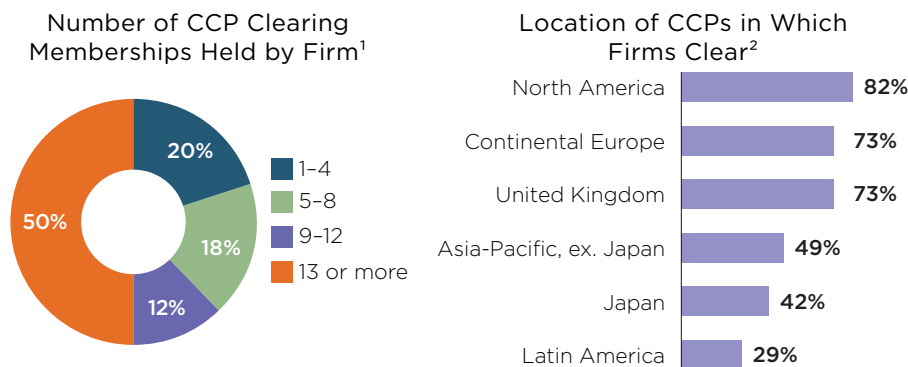 Number of CCP Clearing
Memberships Held by Firm¹
20%
18%
12%
50%
1–4
5–8
9–12
13 or more
Location of CCPs in Which
Firms Clear²
North America 82%
Continental Europe 73%
United Kingdom 73%
Asia-Pacific, ex. Japan 49%
Japan 42%
Latin America 29%